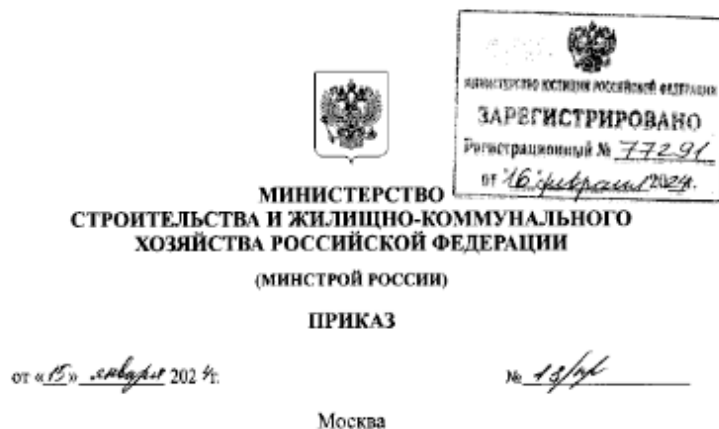 МИНИСТЕРСТВО ЮСТИЦИИ РОССИЙСКОЙ ФЕДЕРАЦИИ
ЗАРЕГИСТРИРОВАНО
Регистрационный № 77291
от "16" февраля 2024.
МИНИСТЕРСТВО
СТРОИТЕЛЬСТВА И ЖИЛИЩНО-КОММУНАЛЬНОГО
ХОЗЯЙСТВА РОССИЙСКОЙ ФЕДЕРАЦИИ
(МИНСТРОЙ РОССИИ)
ПРИКАЗ
от «15» января 2024г.
№ 13/пр
Москва